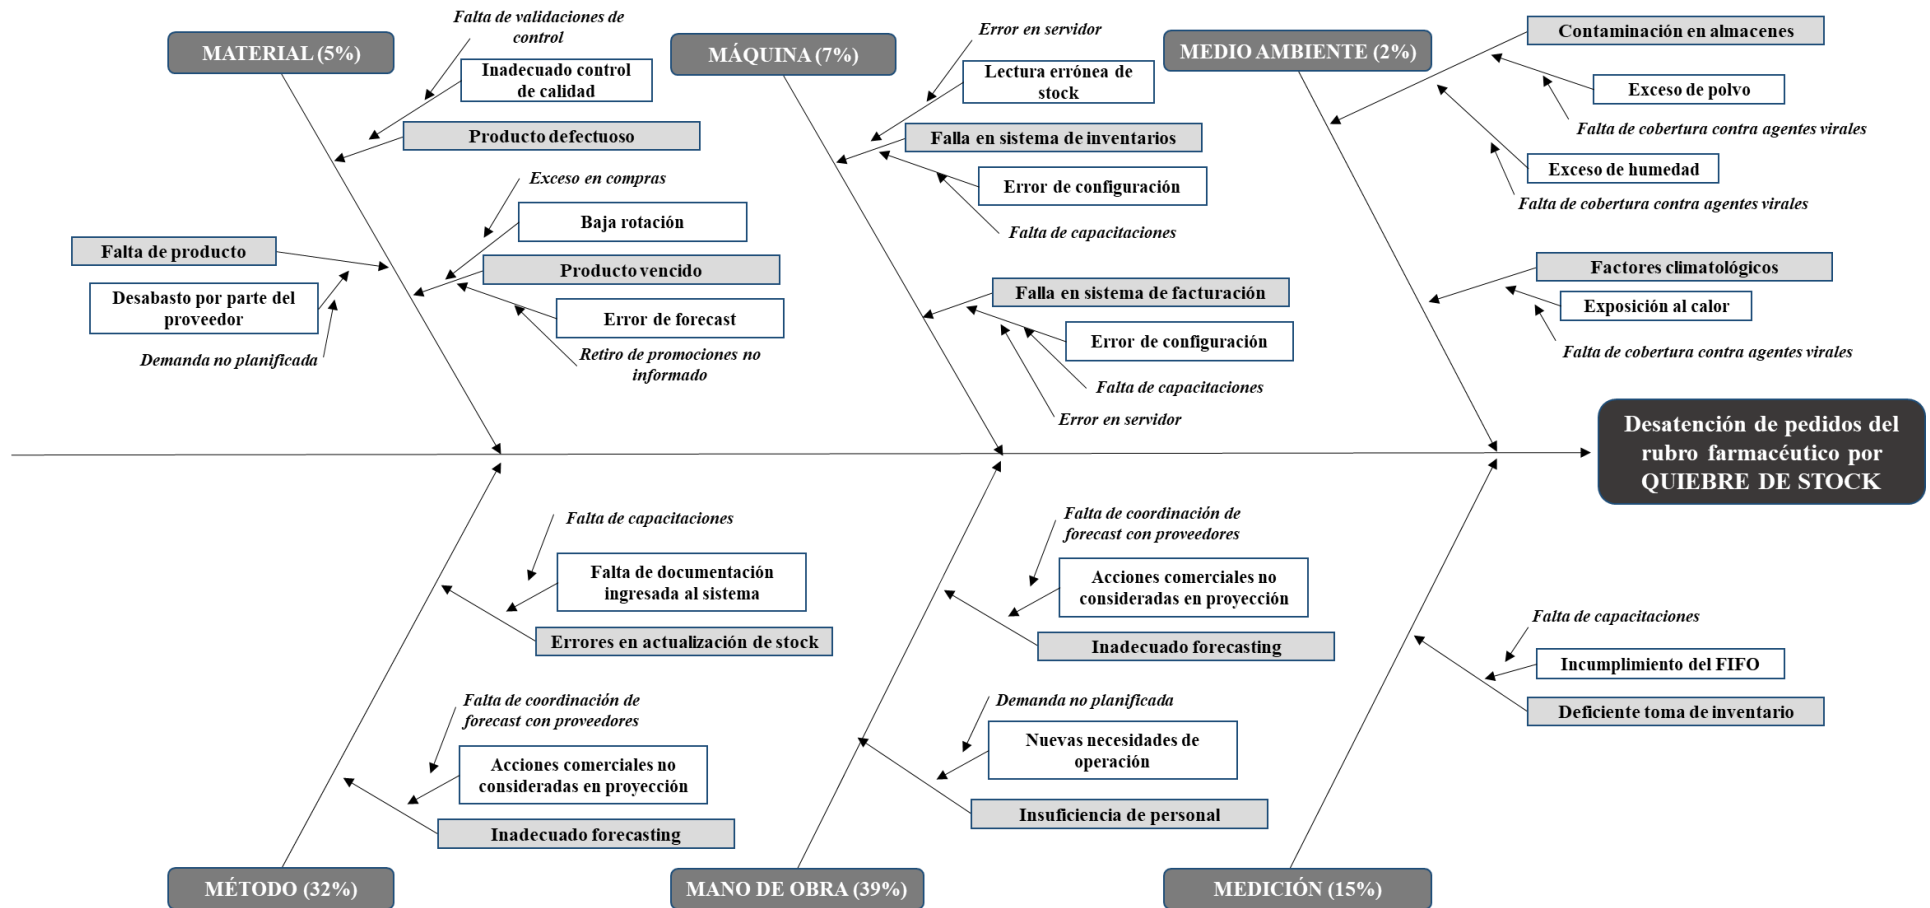 MATERIAL (5%)
Falta de validaciones de
control
Inadecuado control
de calidad
Producto defectuoso
Exceso en compras
Baja rotación
Producto vencido
Error de forecast
Retiro de promociones no
informado
Falta de producto
Desabasto por parte del
proveedor
Demanda no planificada
MÁQUINA (7%)
Error en servidor
Lectura errónea de
stock
Falla en sistema de inventarios
Error de configuración
Falta de capacitaciones
Falla en sistema de facturación
Error de configuración
Falta de capacitaciones
Error en servidor
MEDIO AMBIENTE (2%)
Contaminación en almacenes
Exceso de polvo
Falta de cobertura contra agentes virales
Exceso de humedad
Falta de cobertura contra agentes virales
Factores climatológicos
Exposición al calor
Falta de cobertura contra agentes virales
Desatención de pedidos del
rubro farmacéutico por
QUIEBRE DE STOCK
Falta de capacitaciones
Falta de documentación
ingresada al sistema
Errores en actualización de stock
Falta de coordinación de
forecast con proveedores
Acciones comerciales no
consideradas en proyección
Inadecuado forecasting
MÉTODO (32%)
Falta de coordinación de
forecast con proveedores
Acciones comerciales no
consideradas en proyección
Inadecuado forecasting
Demanda no planificada
Nuevas necesidades de
operación
Insuficiencia de personal
MANO DE OBRA (39%)
Falta de capacitaciones
Incumplimiento del FIFO
Deficiente toma de inventario
MEDICIÓN (15%)